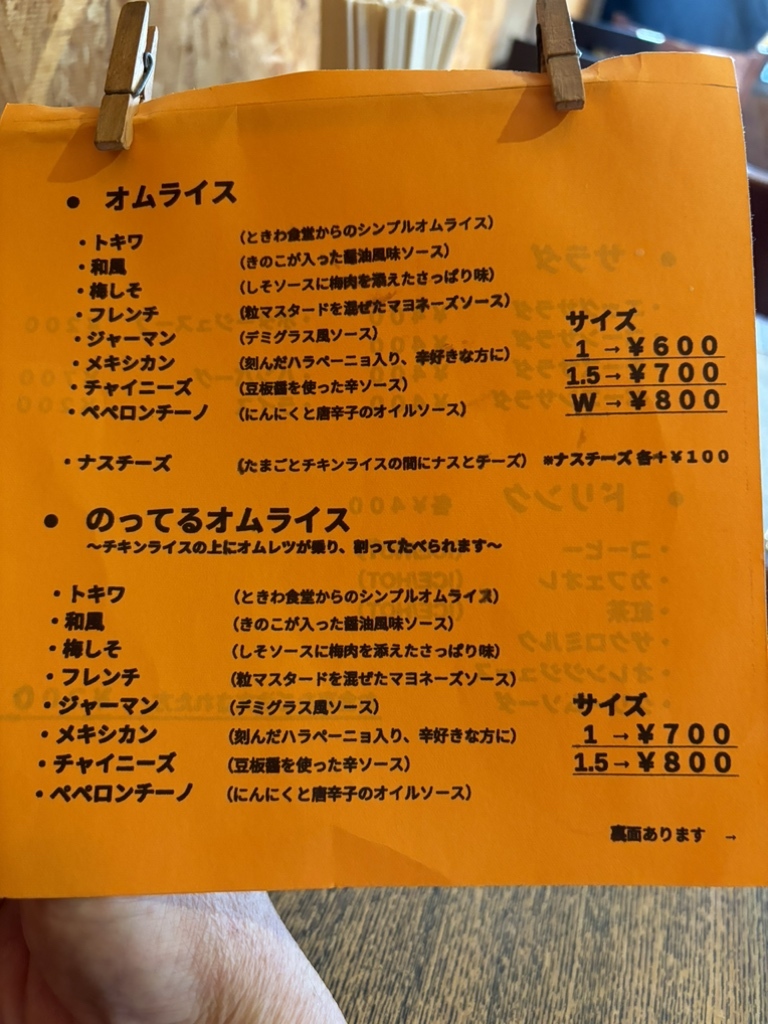 ● オムライス
・トキワ (ときわ食堂からのシンプルオムライス)
・和風 (きのこが入った醤油風味ソース)
・梅しそ (しそソースに梅肉を添えたさっぱり味)
・フレンチ (粒マスタードを混ぜたマヨネーズソース)
・ジャーマン (デミグラス風ソース)
・メキシカン (刻んだハラペーニョ入り、辛好きな方に)
・チャイニーズ (豆板醤を使った辛ソース)
・ペペロンチーノ (にんにくと唐辛子のオイルソース)
サイズ
1 →¥600
1.5→¥700
W →¥800
・ナスチーズ (たまごとチキンライスの間にナスとチーズ) ※ナスチーズ各+¥100
● のってるオムライス
〜チキンライスの上にオムレツが乗り、割ってたべられます〜
・トキワ (ときわ食堂からのシンプルオムライス)
・和風 (きのこが入った醤油風味ソース)
・梅しそ (しそソースに梅肉を添えたさっぱり味)
・フレンチ (粒マスタードを混ぜたマヨネーズソース)
・ジャーマン (デミグラス風ソース)
・メキシカン (刻んだハラペーニョ入り、辛好きな方に)
・チャイニーズ (豆板醤を使った辛ソース)
・ペペロンチーノ (にんにくと唐辛子のオイルソース)
サイズ
1 →¥700
1.5→¥800
裏面あります →